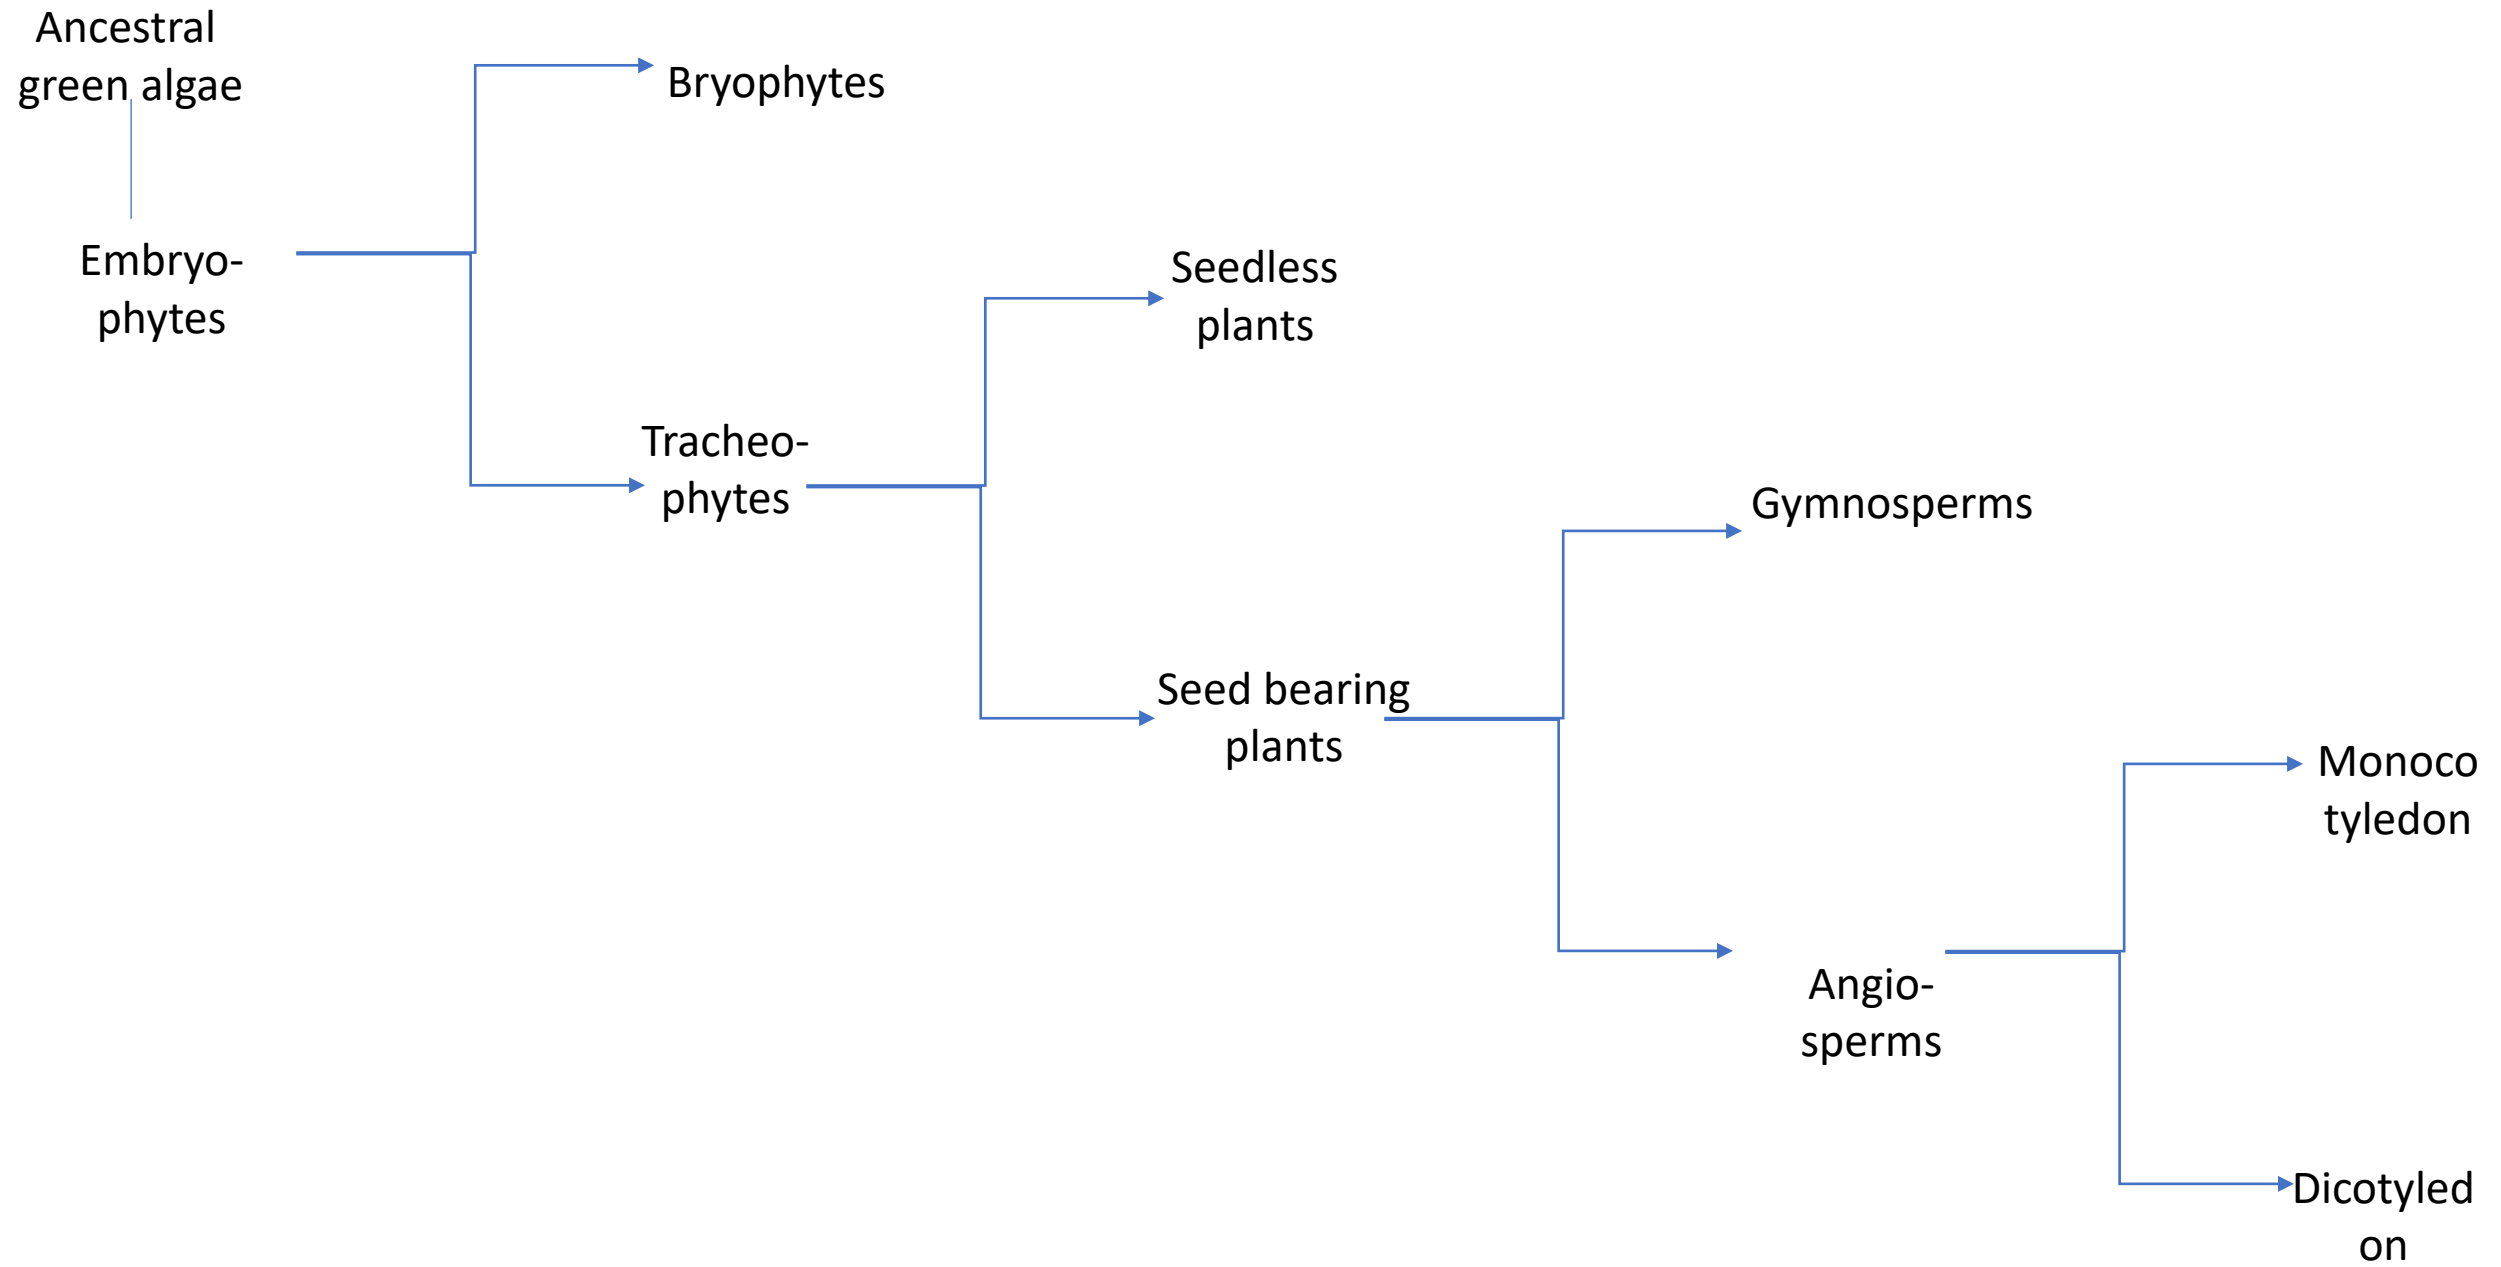 Ancestral
green algae
Bryophytes
Embryo-
phytes
Seedless
plants
Tracheo-
phytes
Gymnosperms
Seed bearing
plants
Monoco
tyledon
Angio-
sperms
Dicotyled
on